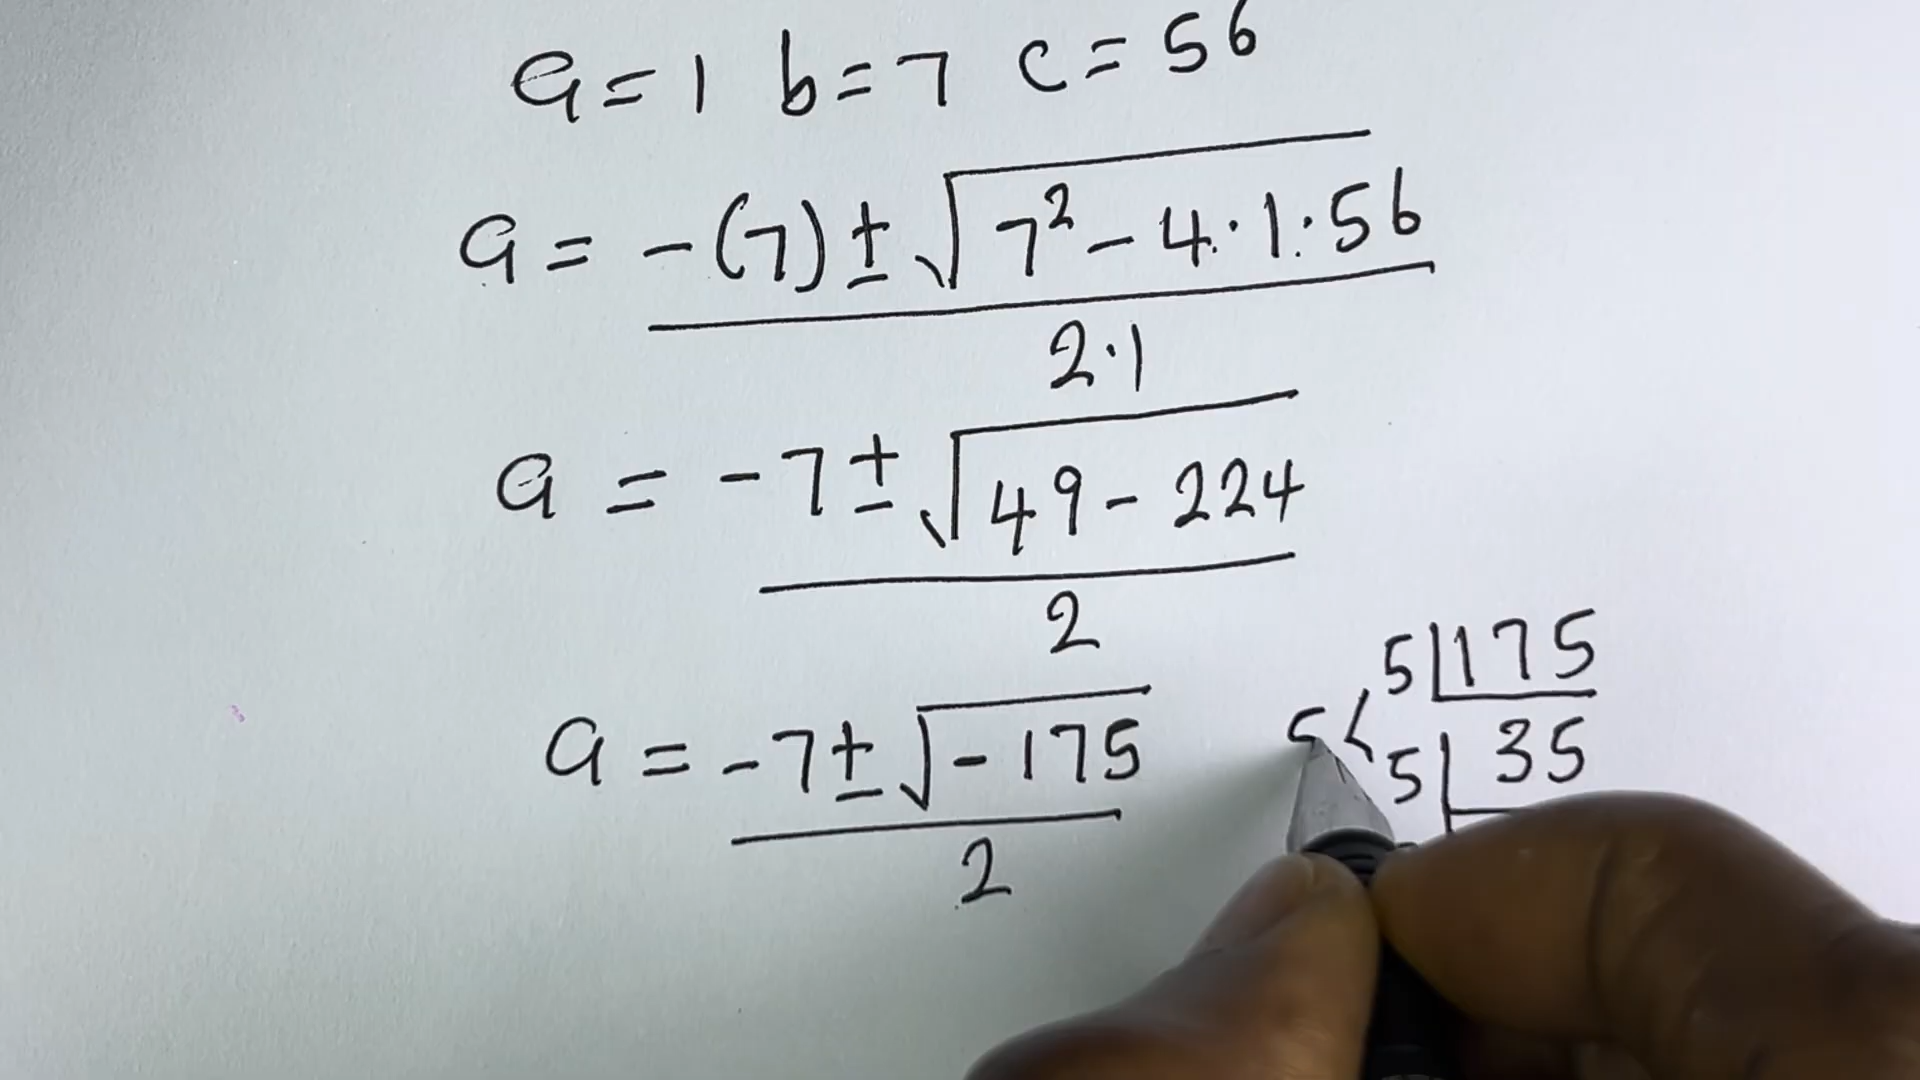 a = 1 b = 7 c = 56
a = -(7) ± √7² - 4·1·56
2·1
a = -7 ± √49 - 224
2
5 175
a = -7 ± √-175 5 < 5 35
2